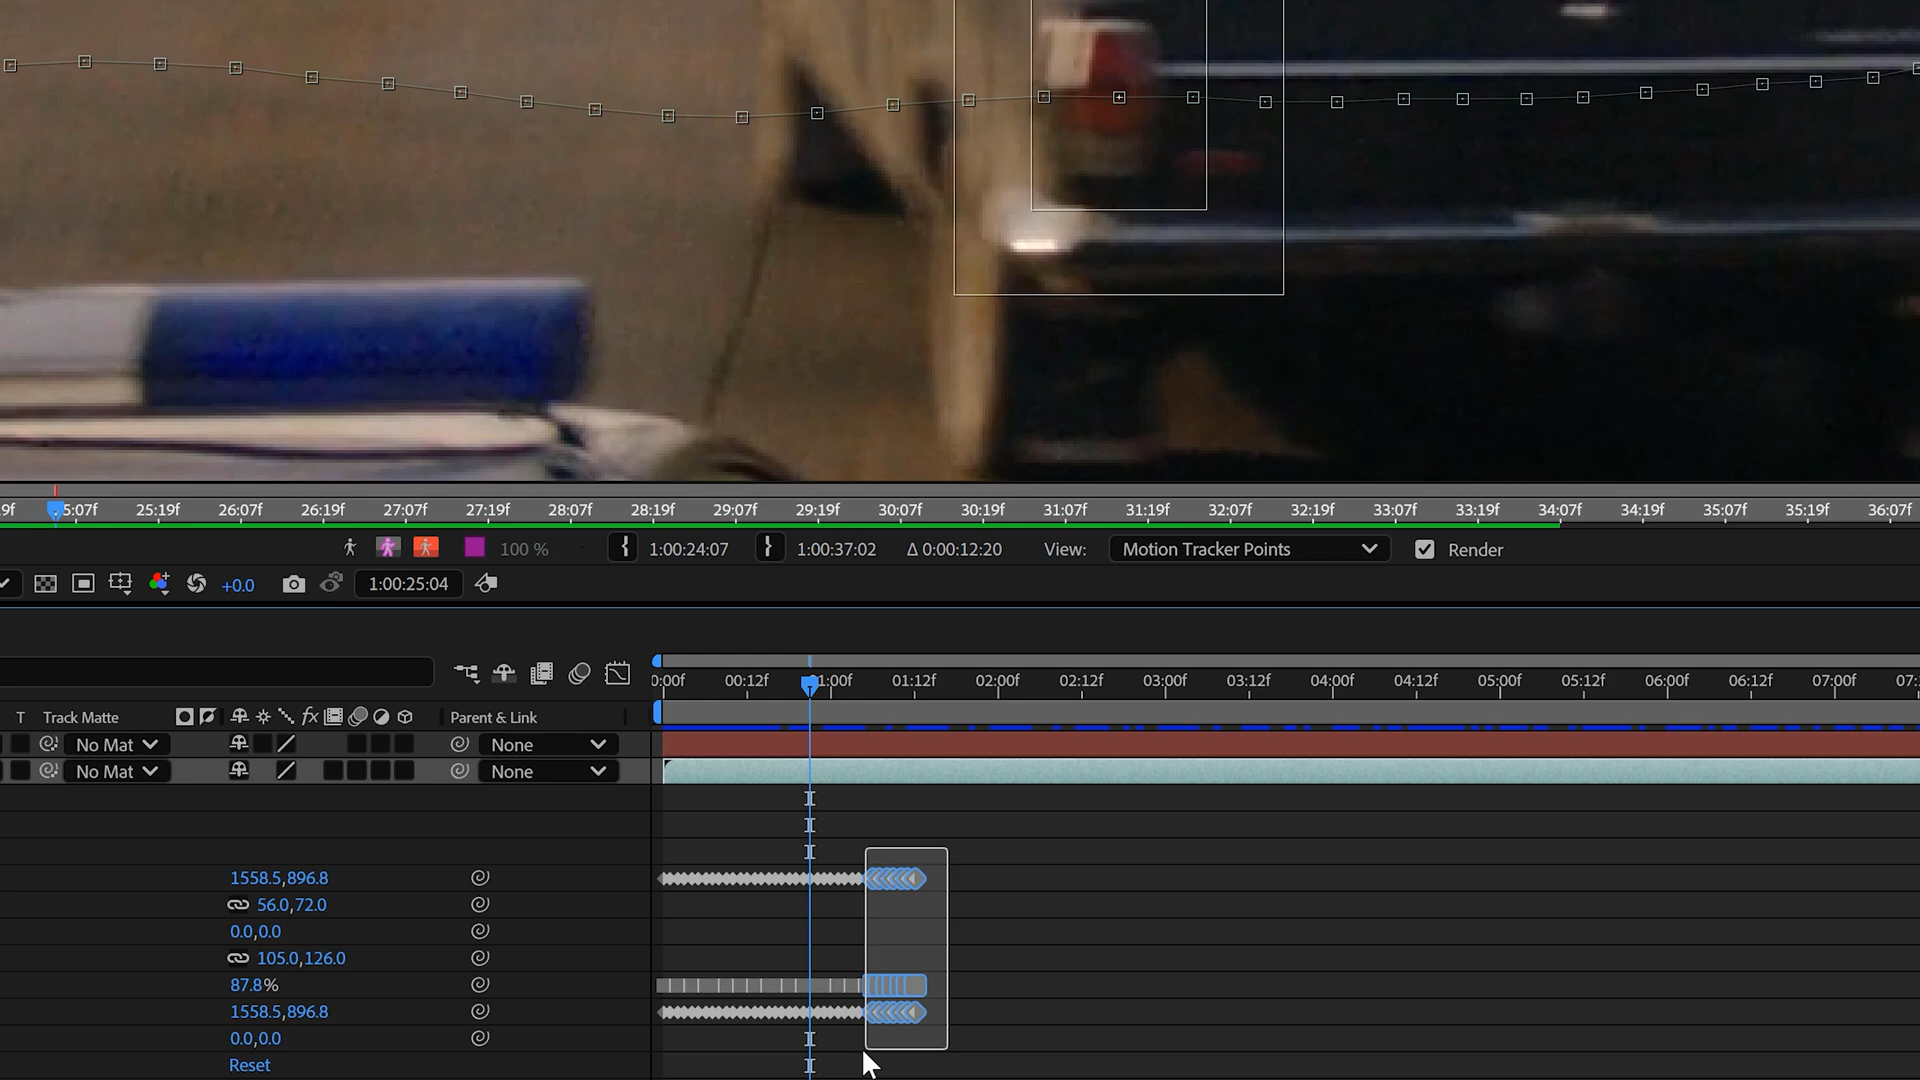 9f 5:07f 25:19f 26:07f 26:19f 27:07f 27:19f 28:07f 28:19f 29:07f 29:19f 30:07f 30:19f 31:07f 31:19f 32:07f 32:19f 33:07f 33:19f 34:07f 34:19f 35:07f 35:19f 36:07f
100 % { 1:00:24:07 } 1:00:37:02 Δ 0:00:12:20 View: Motion Tracker Points Render
+0.0 1:00:25:04
0:00f 00:12f 1:00f 01:12f 02:00f 02:12f 03:00f 03:12f 04:00f 04:12f 05:00f 05:12f 06:00f 06:12f 07:00f 07:
T Track Matte fx Parent & Link
No Mat None
No Mat None
1558.5,896.8
56.0,72.0
0.0,0.0
105.0,126.0
87.8%
1558.5,896.8
0.0,0.0
Reset